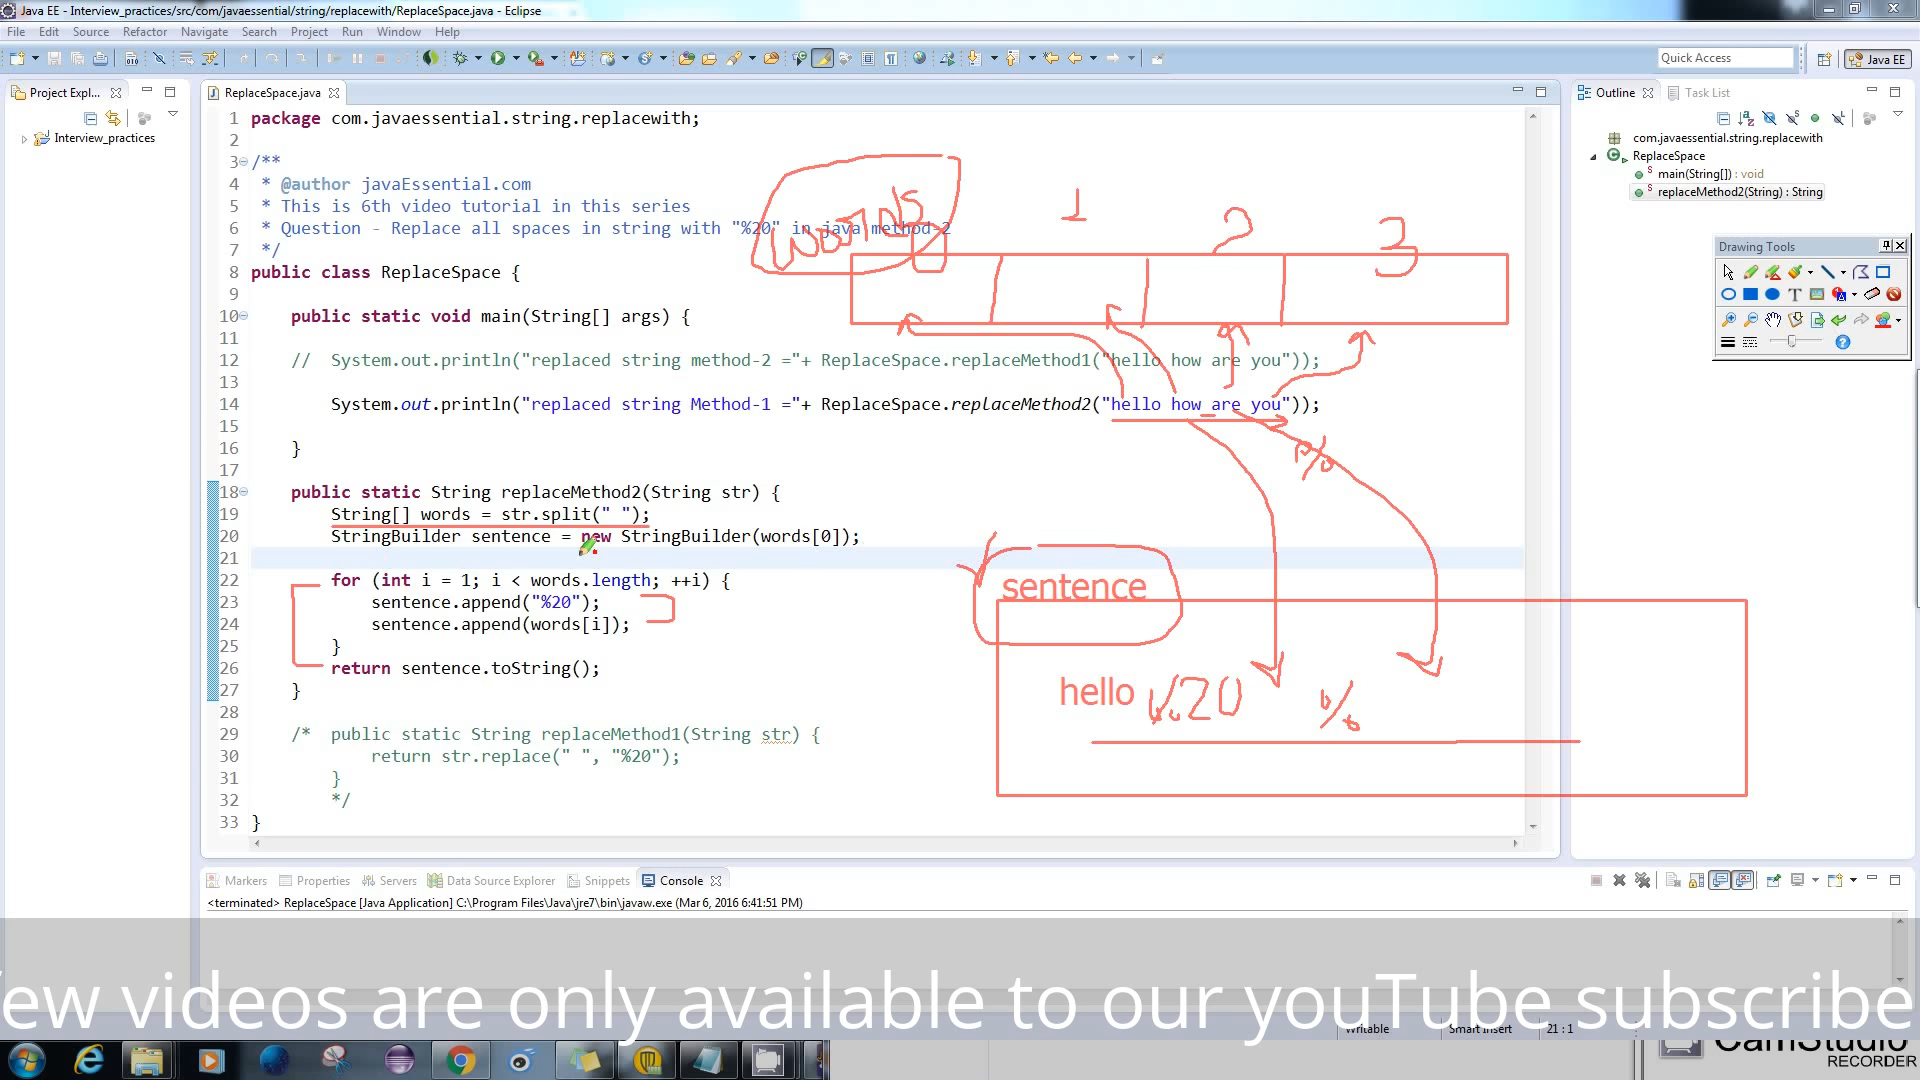 Java EE - Interview_practices/src/com/javaessential/string/replacewith/ReplaceSpace.java - Eclipse
File Edit Source Refactor Navigate Search Project Run Window Help
Quick Access
Java EE
Project Expl...
Interview_practices
ReplaceSpace.java
1 package com.javaessential.string.replacewith;
2
3 /**
4 * @author javaEssential.com
5 * This is 6th video tutorial in this series
6 * Question - Replace all spaces in string with "%20" in java method-2
7 */
8 public class ReplaceSpace {
9
10 public static void main(String[] args) {
11
12 // System.out.println("replaced string method-2 ="+ ReplaceSpace.replaceMethod1("hello how are you"));
13
14 System.out.println("replaced string Method-1 ="+ ReplaceSpace.replaceMethod2("hello how are you"));
15
16 }
17
18 public static String replaceMethod2(String str) {
19 String[] words = str.split(" ");
20 StringBuilder sentence = new StringBuilder(words[0]);
21
22 for (int i = 1; i < words.length; ++i) {
23 sentence.append("%20");
24 sentence.append(words[i]);
25 }
26 return sentence.toString();
27 }
28
29 /* public static String replaceMethod1(String str) {
30 return str.replace(" ", "%20");
31 }
32 */
33 }
words
1 2 3
%
sentence
hello %20 %
Outline Task List
com.javaessential.string.replacewith
ReplaceSpace
main(String[]) : void
replaceMethod2(String) : String
Drawing Tools
Markers Properties Servers Data Source Explorer Snippets Console
<terminated> ReplaceSpace [Java Application] C:\Program Files\Java\jre7\bin\javaw.exe (Mar 6, 2016 6:41:51 PM)
ew videos are only available to our youTube subscribe
Writable Smart Insert 21 : 1
CamStudio
RECORDER